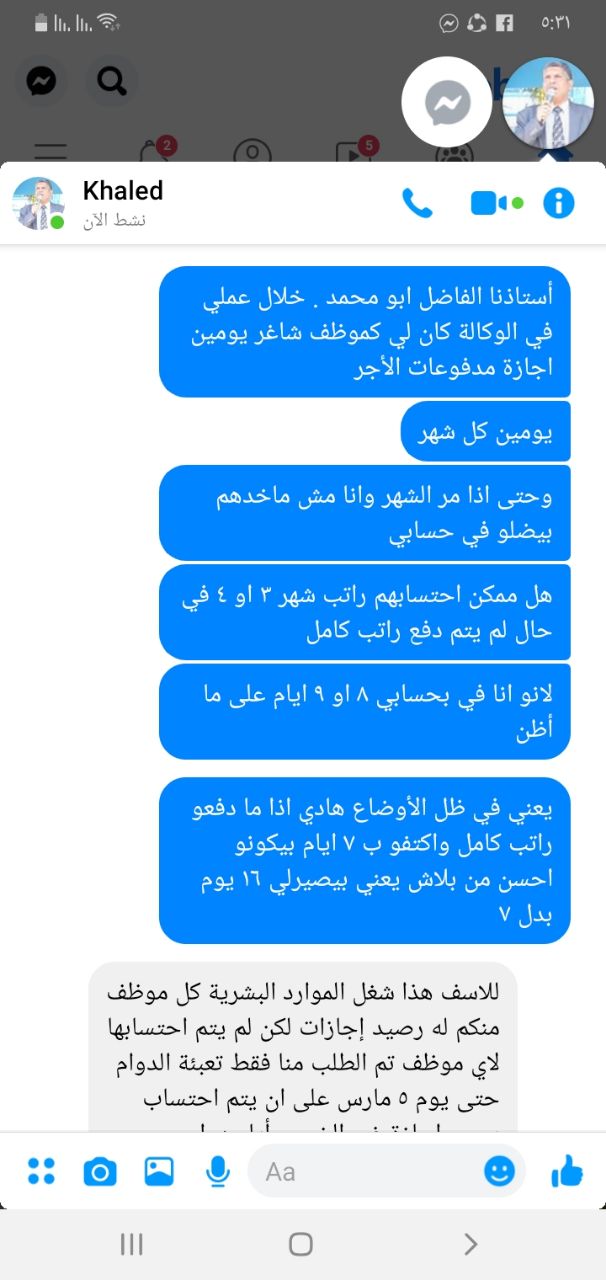 ٥:٣١
2
5
Khaled
نشط الآن
أستاذنا الفاضل ابو محمد . خلال عملي
في الوكالة كان لي كموظف شاغر يومين
اجازة مدفوعات الأجر
يومين كل شهر
وحتى اذا مر الشهر وانا مش ماخدهم
بيضلو في حسابي
هل ممكن احتسابهم راتب شهر ٣ او ٤ في
حال لم يتم دفع راتب كامل
لانو انا في بحسابي ٨ او ٩ ايام على ما
أظن
يعني في ظل الأوضاع هادي اذا ما دفعو
راتب كامل واكتفو ب ٧ ايام بيكونو
احسن من بلاش يعني بيصيرلي ١٦ يوم
بدل ٧
للاسف هذا شغل الموارد البشرية كل موظف
منكم له رصيد إجازات لكن لم يتم احتسابها
لاي موظف تم الطلب منا فقط تعبئة الدوام
حتى يوم ٥ مارس على ان يتم احتساب
Aa